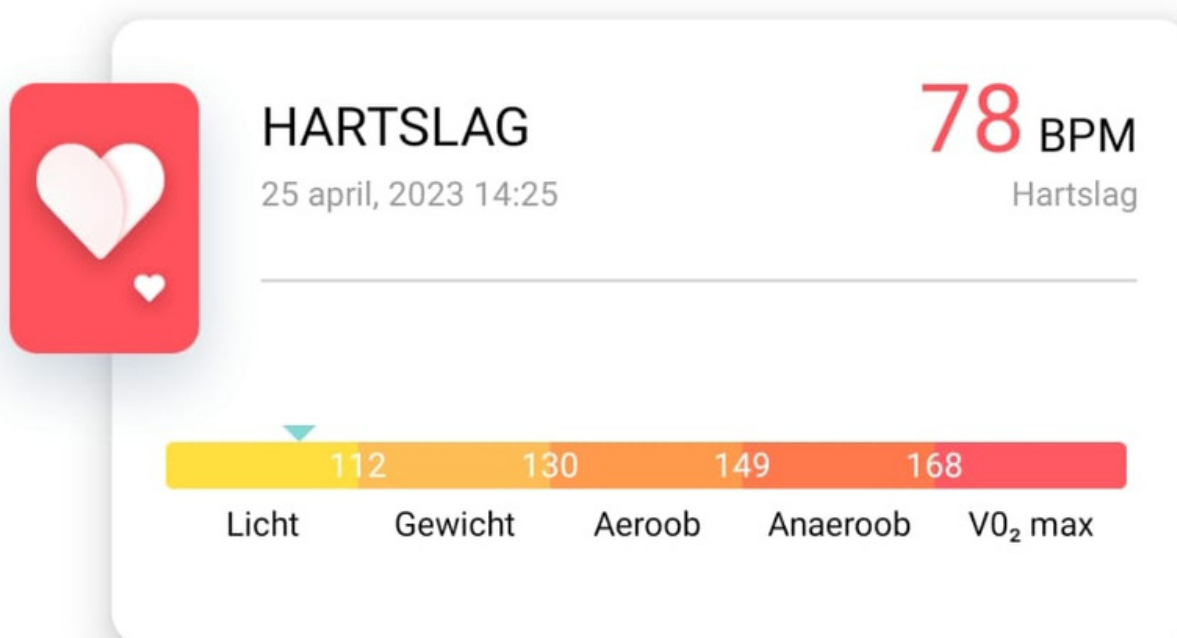 HARTSLAG
78 BPM
25 april, 2023 14:25
Hartslag
112 130 149 168
Licht Gewicht Aeroob Anaeroob V0₂ max